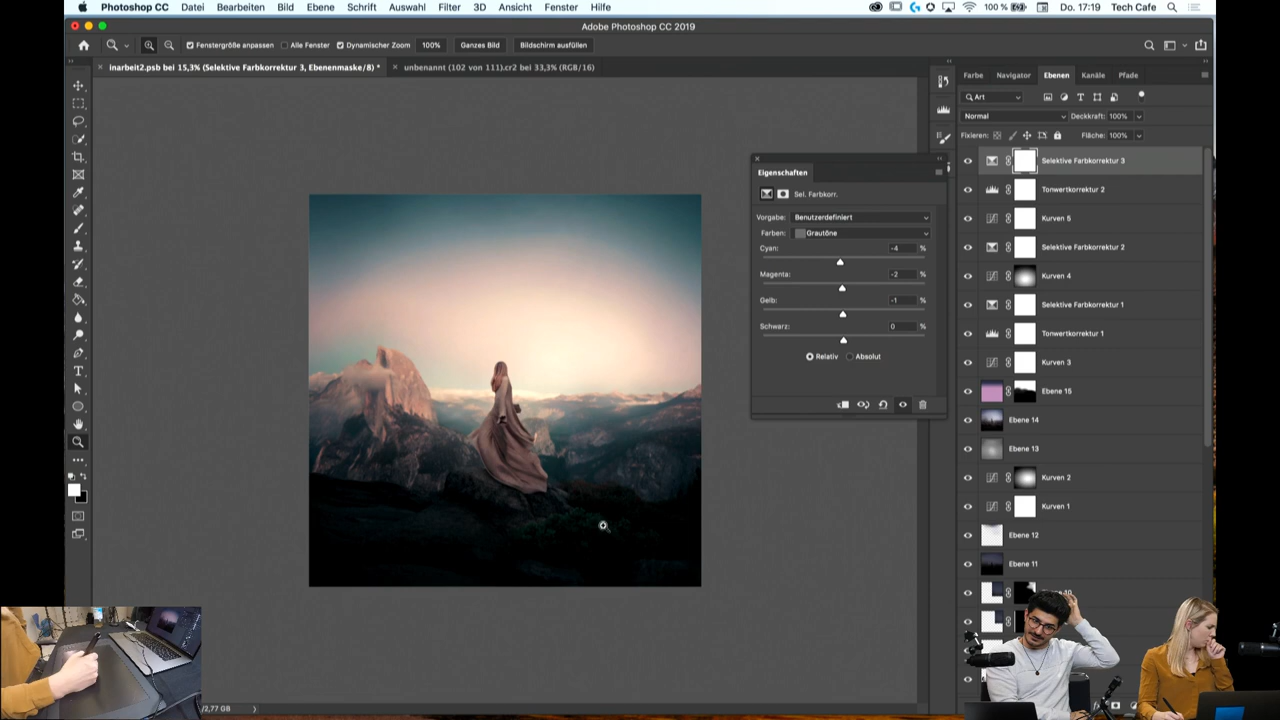 Photoshop CC Datei Bearbeiten Bild Ebene Schrift Auswahl Filter 3D Ansicht Fenster Hilfe 100 % Do. 17:19 Tech Cafe
Adobe Photoshop CC 2019
Fenstergröße anpassen Alle Fenster Dynamischer Zoom 100% Ganzes Bild Bildschirm ausfüllen
inarbeit2.psb bei 15,3% (Selektive Farbkorrektur 3, Ebenenmaske/8) * unbenannt (102 von 111).cr2 bei 33,3% (RGB/16)
Farbe Navigator Ebenen Kanäle Pfade
Art
Normal Deckkraft: 100%
Fixieren: Fläche: 100%
Eigenschaften
Sel. Farbkorr.
Vorgabe: Benutzerdefiniert
Farben: Grautöne
Cyan: -4 %
Magenta: -2 %
Gelb: -1 %
Schwarz: 0 %
Relativ Absolut
Selektive Farbkorrektur 3
Tonwertkorrektur 2
Kurven 5
Selektive Farbkorrektur 2
Kurven 4
Selektive Farbkorrektur 1
Tonwertkorrektur 1
Kurven 3
Ebene 15
Ebene 14
Ebene 13
Kurven 2
Kurven 1
Ebene 12
Ebene 11
/2,77 GB